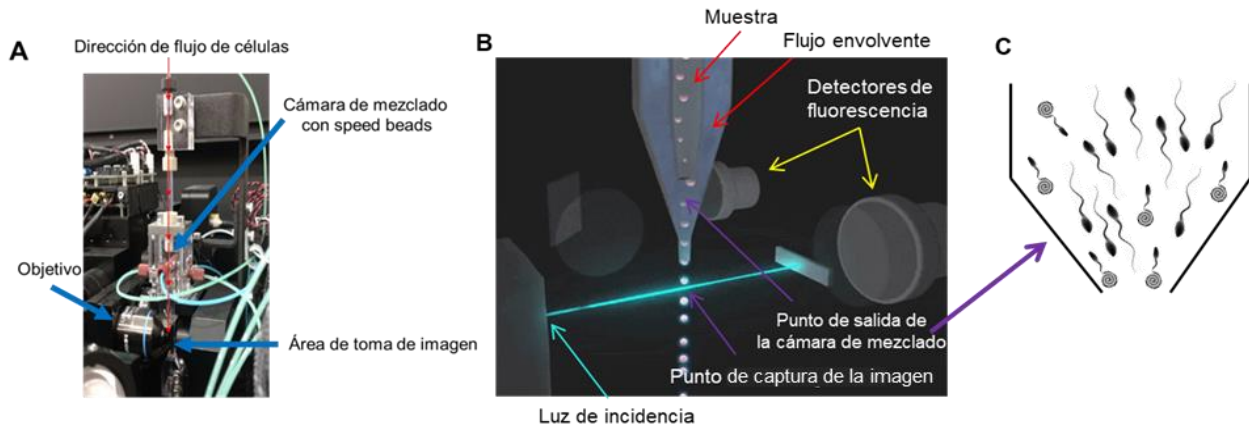 A
Dirección de flujo de células
Cámara de mezclado
con speed beads
Objetivo
Área de toma de imagen
B
Muestra
Flujo envolvente
Detectores de
fluorescencia
Punto de salida de
la cámara de mezclado
Punto de captura de la imagen
Luz de incidencia
C